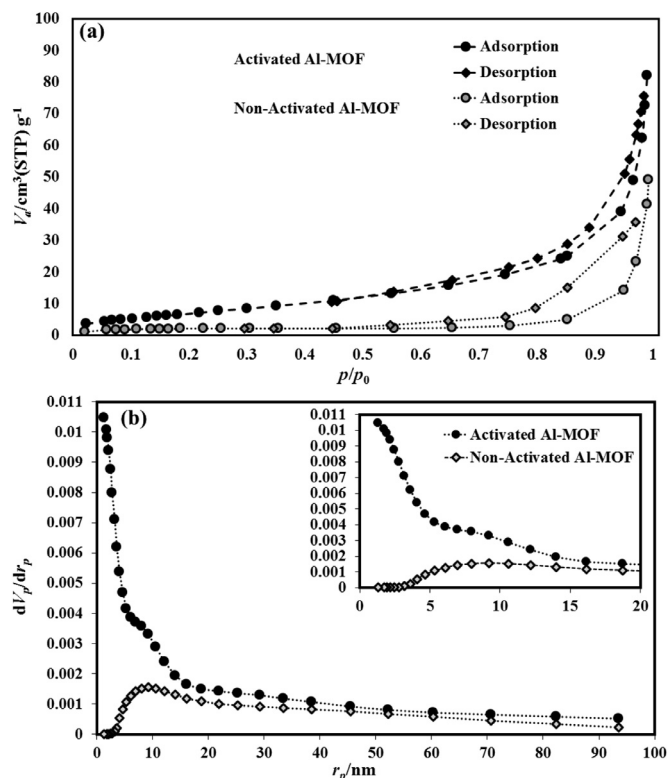 (a)
Activated Al-MOF
Adsorption
Desorption
Non-Activated Al-MOF
Adsorption
Desorption
Vₐ/cm³(STP) g⁻¹
100
90
80
70
60
50
40
30
20
10
0
0 0.1 0.2 0.3 0.4 0.5 0.6 0.7 0.8 0.9 1
p/p₀
(b)
dVₚ/drₚ
0.011
0.01
0.009
0.008
0.007
0.006
0.005
0.004
0.003
0.002
0.001
0
0 10 20 30 40 50 60 70 80 90 100
rₚ/nm
0.011
0.01
0.009
0.008
0.007
0.006
0.005
0.004
0.003
0.002
0.001
0
0 5 10 15 20
Activated Al-MOF
Non-Activated Al-MOF